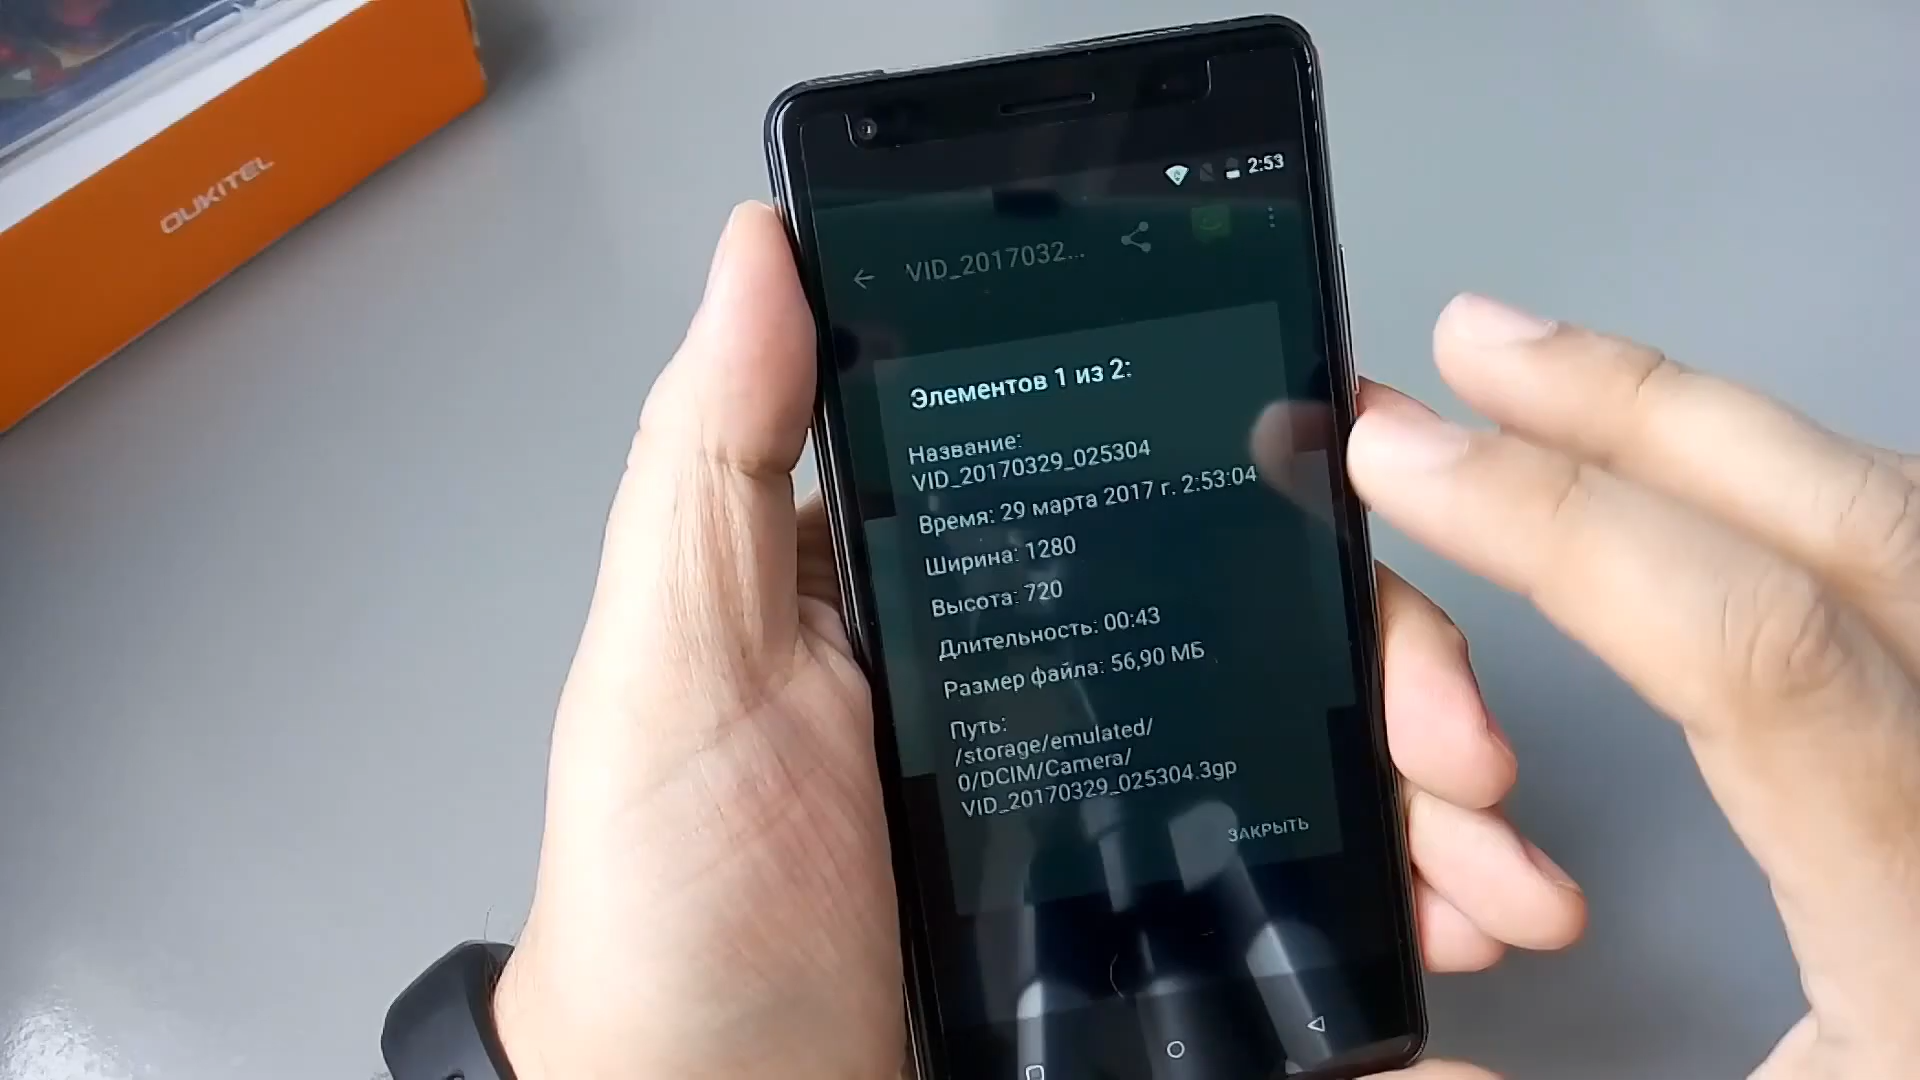 OUKITEL
2:53
VID_2017032...
Элементов 1 из 2:
Название:
VID_20170329_025304
Время: 29 марта 2017 г. 2:53:04
Ширина: 1280
Высота: 720
Длительность: 00:43
Размер файла: 56,90 МБ
Путь:
/storage/emulated/
0/DCIM/Camera/
VID_20170329_025304.3gp
ЗАКРЫТЬ